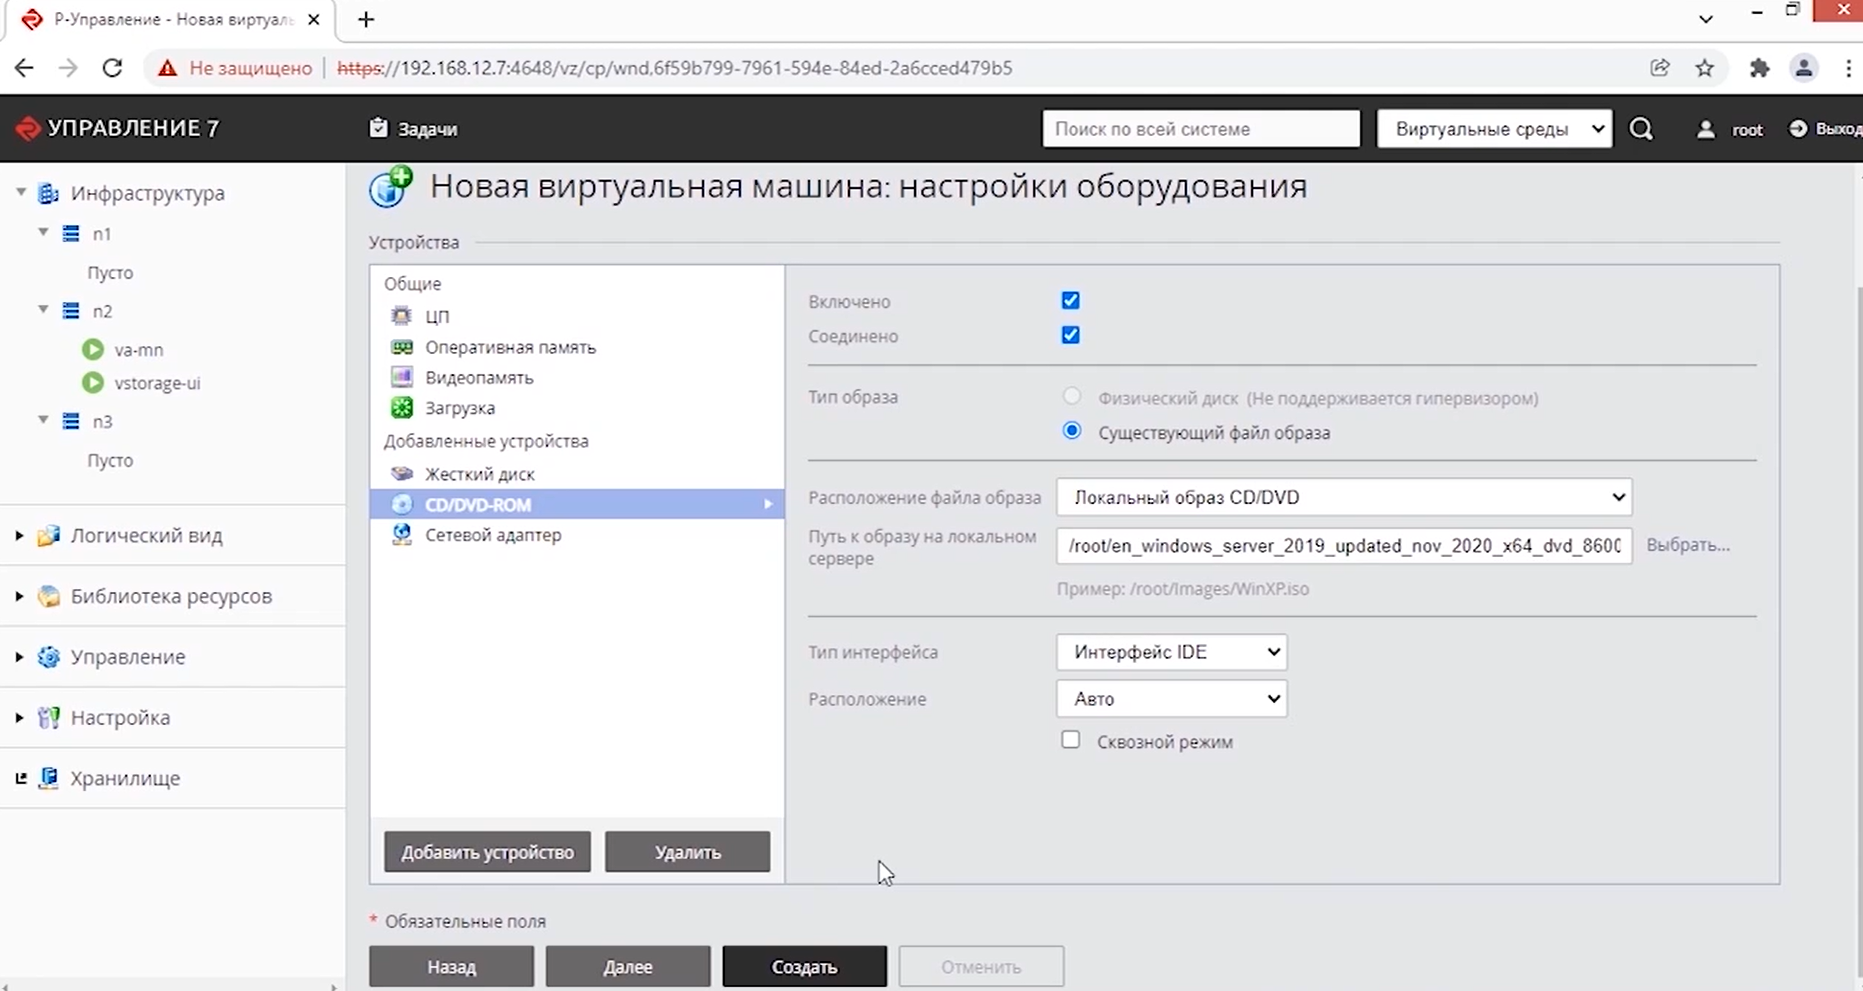 Р-Управление - Новая виртуаль
Не защищено
https://192.168.12.7:4648/vz/cp/wnd,6f59b799-7961-594e-84ed-2a6cced479b5
УПРАВЛЕНИЕ 7
Задачи
Поиск по всей системе
Виртуальные среды
root
Выход
Инфраструктура
n1
Пусто
n2
va-mn
vstorage-ui
n3
Пусто
Логический вид
Библиотека ресурсов
Управление
Настройка
Хранилище
Новая виртуальная машина: настройки оборудования
Устройства
Общие
ЦП
Оперативная память
Видеопамять
Загрузка
Добавленные устройства
Жесткий диск
CD/DVD-ROM
Сетевой адаптер
Добавить устройство
Удалить
Включено
Соединено
Тип образа
Физический диск (Не поддерживается гипервизором)
Существующий файл образа
Расположение файла образа
Локальный образ CD/DVD
Путь к образу на локальном
сервере
/root/en_windows_server_2019_updated_nov_2020_x64_dvd_8600
Выбрать...
Пример: /root/Images/WinXP.iso
Тип интерфейса
Интерфейс IDE
Расположение
Авто
Сквозной режим
* Обязательные поля
Назад
Далее
Создать
Отменить